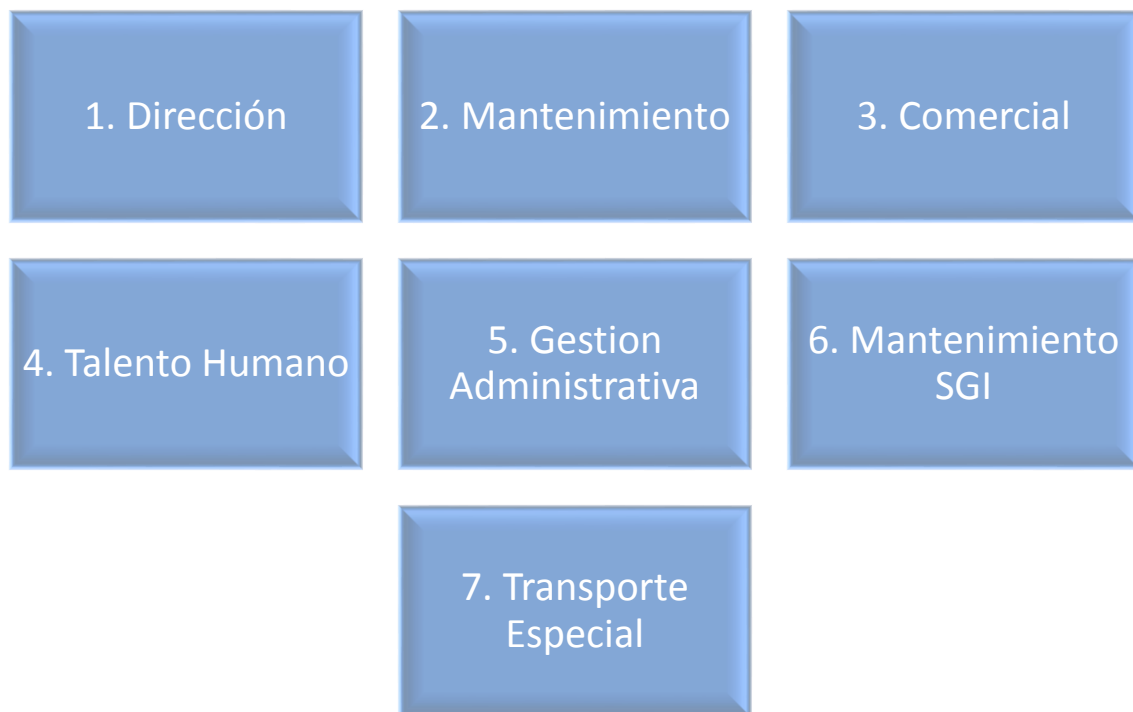 1. Dirección
2. Mantenimiento
3. Comercial
4. Talento Humano
5. Gestion
Administrativa
6. Mantenimiento
SGI
7. Transporte
Especial